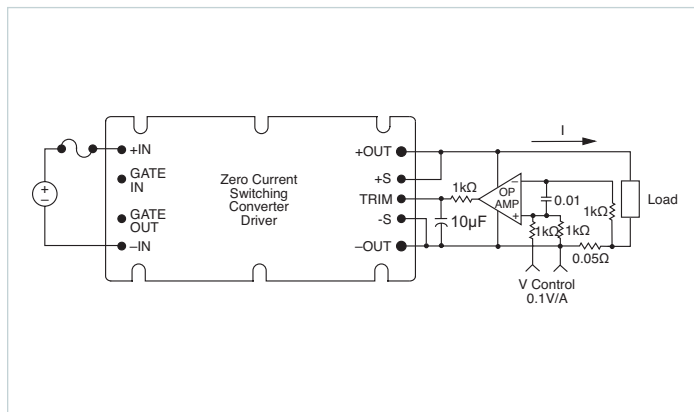 +IN
GATE
IN
GATE
OUT
–IN
Zero Current
Switching
Converter
Driver
+OUT
+S
TRIM
-S
–OUT
1kΩ
10µF
OP
AMP
–
+
0.01
1kΩ
1kΩ
1kΩ
0.05Ω
I
Load
V Control
0.1V/A
+
–